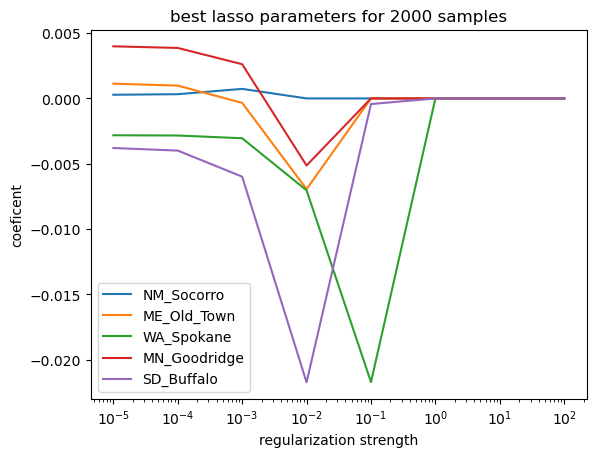 best lasso parameters for 2000 samples
0.005
0.000
−0.005
−0.010
−0.015
−0.020
coeficent
NM_Socorro
ME_Old_Town
WA_Spokane
MN_Goodridge
SD_Buffalo
10⁻⁵ 10⁻⁴ 10⁻³ 10⁻² 10⁻¹ 10⁰ 10¹ 10²
regularization strength